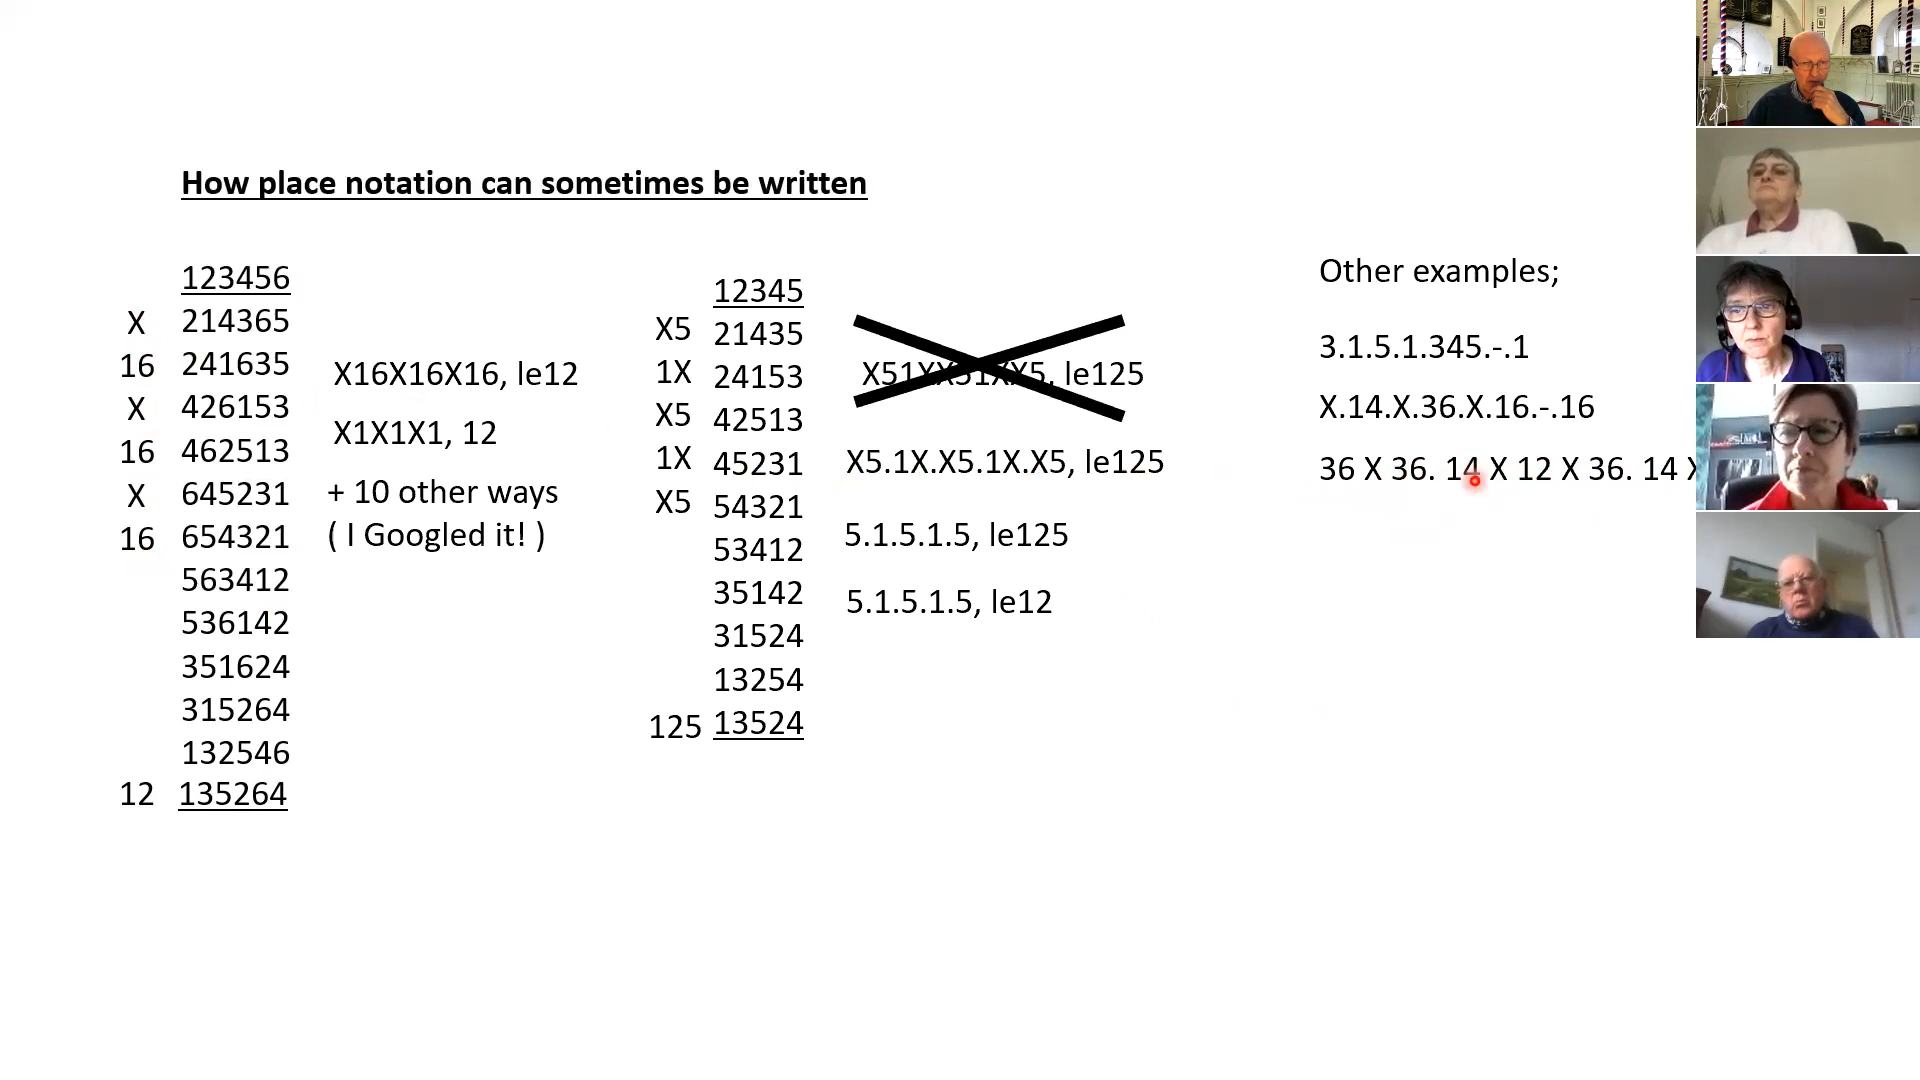 How place notation can sometimes be written
123456
X 214365
16 241635
X 426153
16 462513
X 645231
16 654321
563412
536142
351624
315264
132546
12 135264
X16X16X16, le12
X1X1X1, 12
+ 10 other ways
( I Googled it! )
12345
X5 21435
1X 24153
X5 42513
1X 45231
X5 54321
53412
35142
31524
13254
125 13524
X51XX51XX5, le125
X5.1X.X5.1X.X5, le125
5.1.5.1.5, le125
5.1.5.1.5, le12
Other examples;
3.1.5.1.345.-.1
X.14.X.36.X.16.-.16
36 X 36. 14 X 12 X 36. 14 X